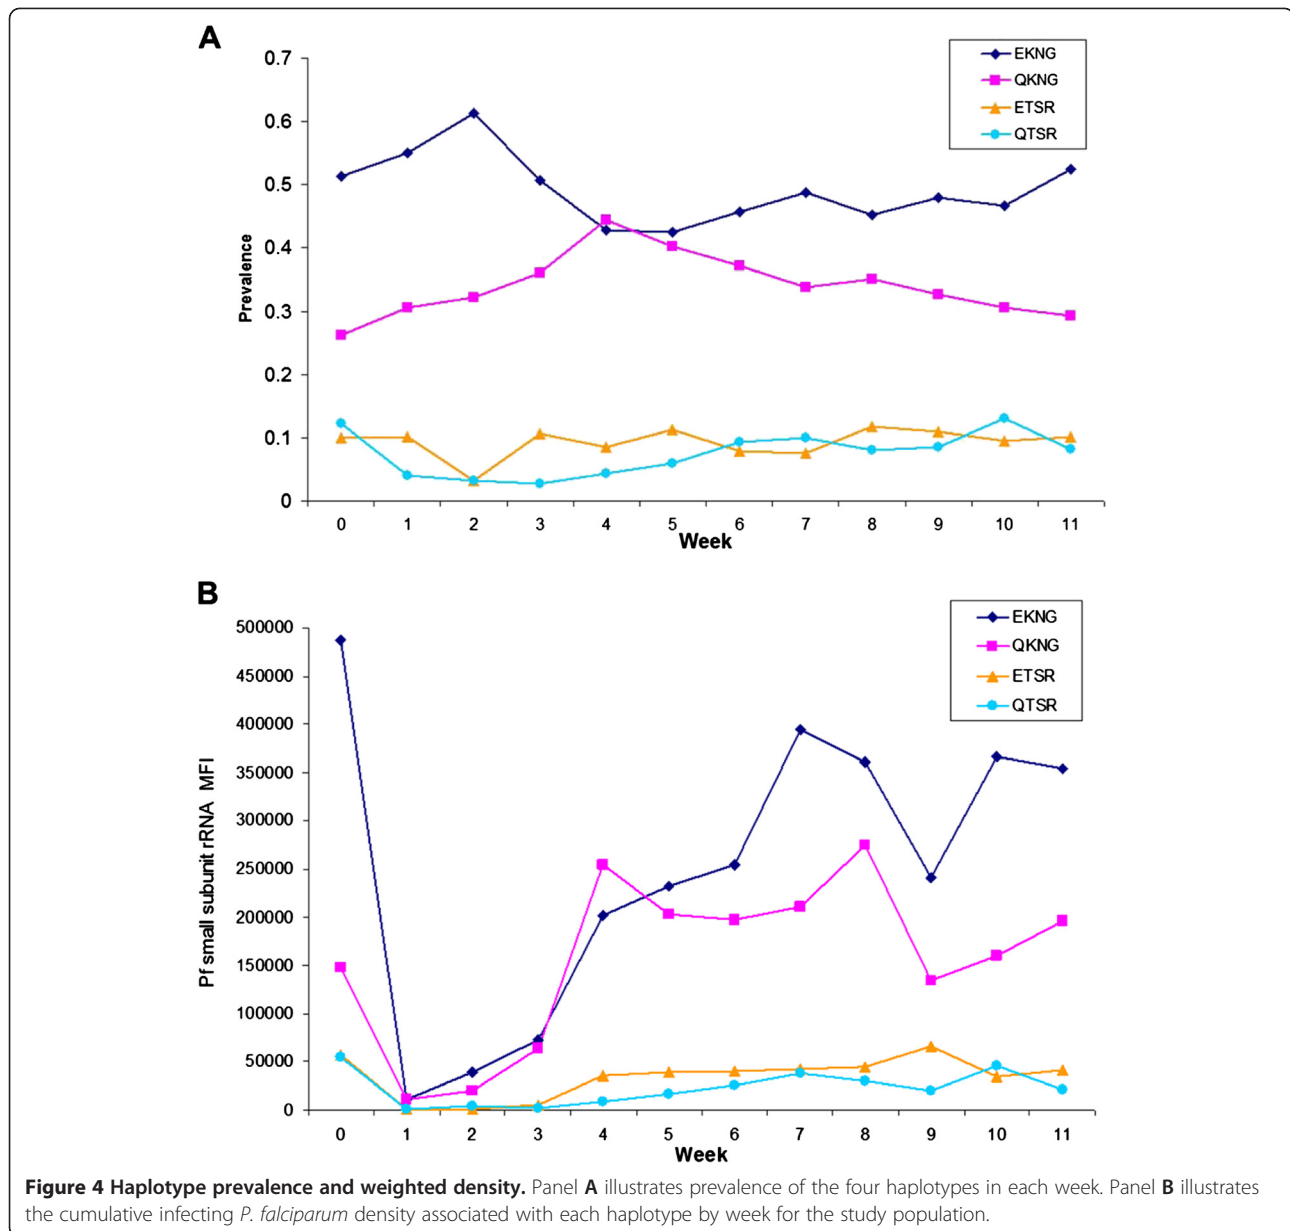 A
0.7
0.6
0.5
0.4
0.3
0.2
0.1
0
Prevalence
EKNG
QKNG
ETSR
QTSR
0 1 2 3 4 5 6 7 8 9 10 11
Week
B
500000
450000
400000
350000
300000
250000
200000
150000
100000
50000
0
Pf small subunit rRNA MFI
EKNG
QKNG
ETSR
QTSR
0 1 2 3 4 5 6 7 8 9 10 11
Week
Figure 4 Haplotype prevalence and weighted density. Panel A illustrates prevalence of the four haplotypes in each week. Panel B illustrates
the cumulative infecting P. falciparum density associated with each haplotype by week for the study population.